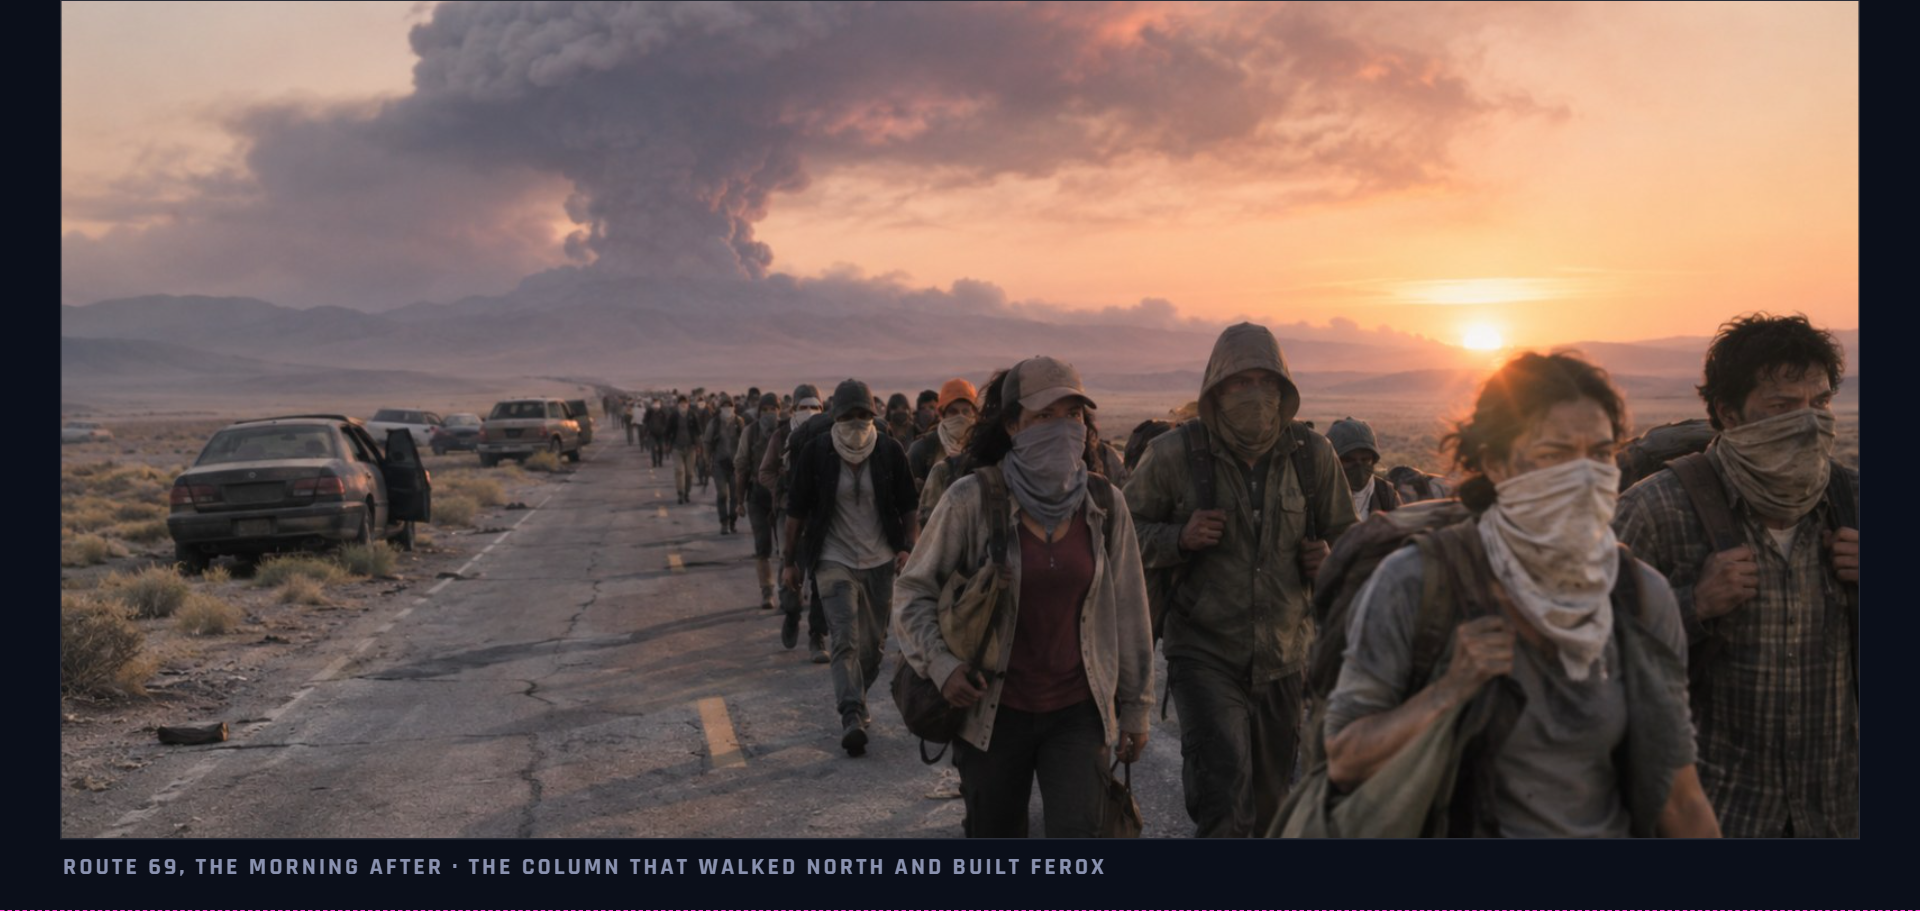 ROUTE 69, THE MORNING AFTER · THE COLUMN THAT WALKED NORTH AND BUILT FEROX